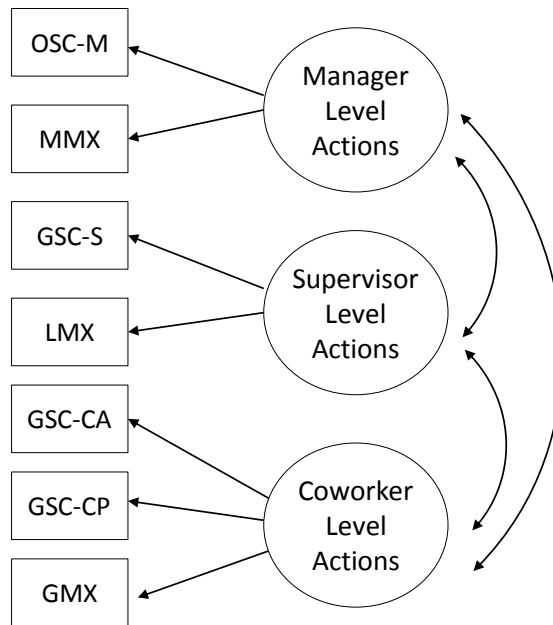 OSC-M
MMX
GSC-S
LMX
GSC-CA
GSC-CP
GMX
Manager
Level
Actions
Supervisor
Level
Actions
Coworker
Level
Actions